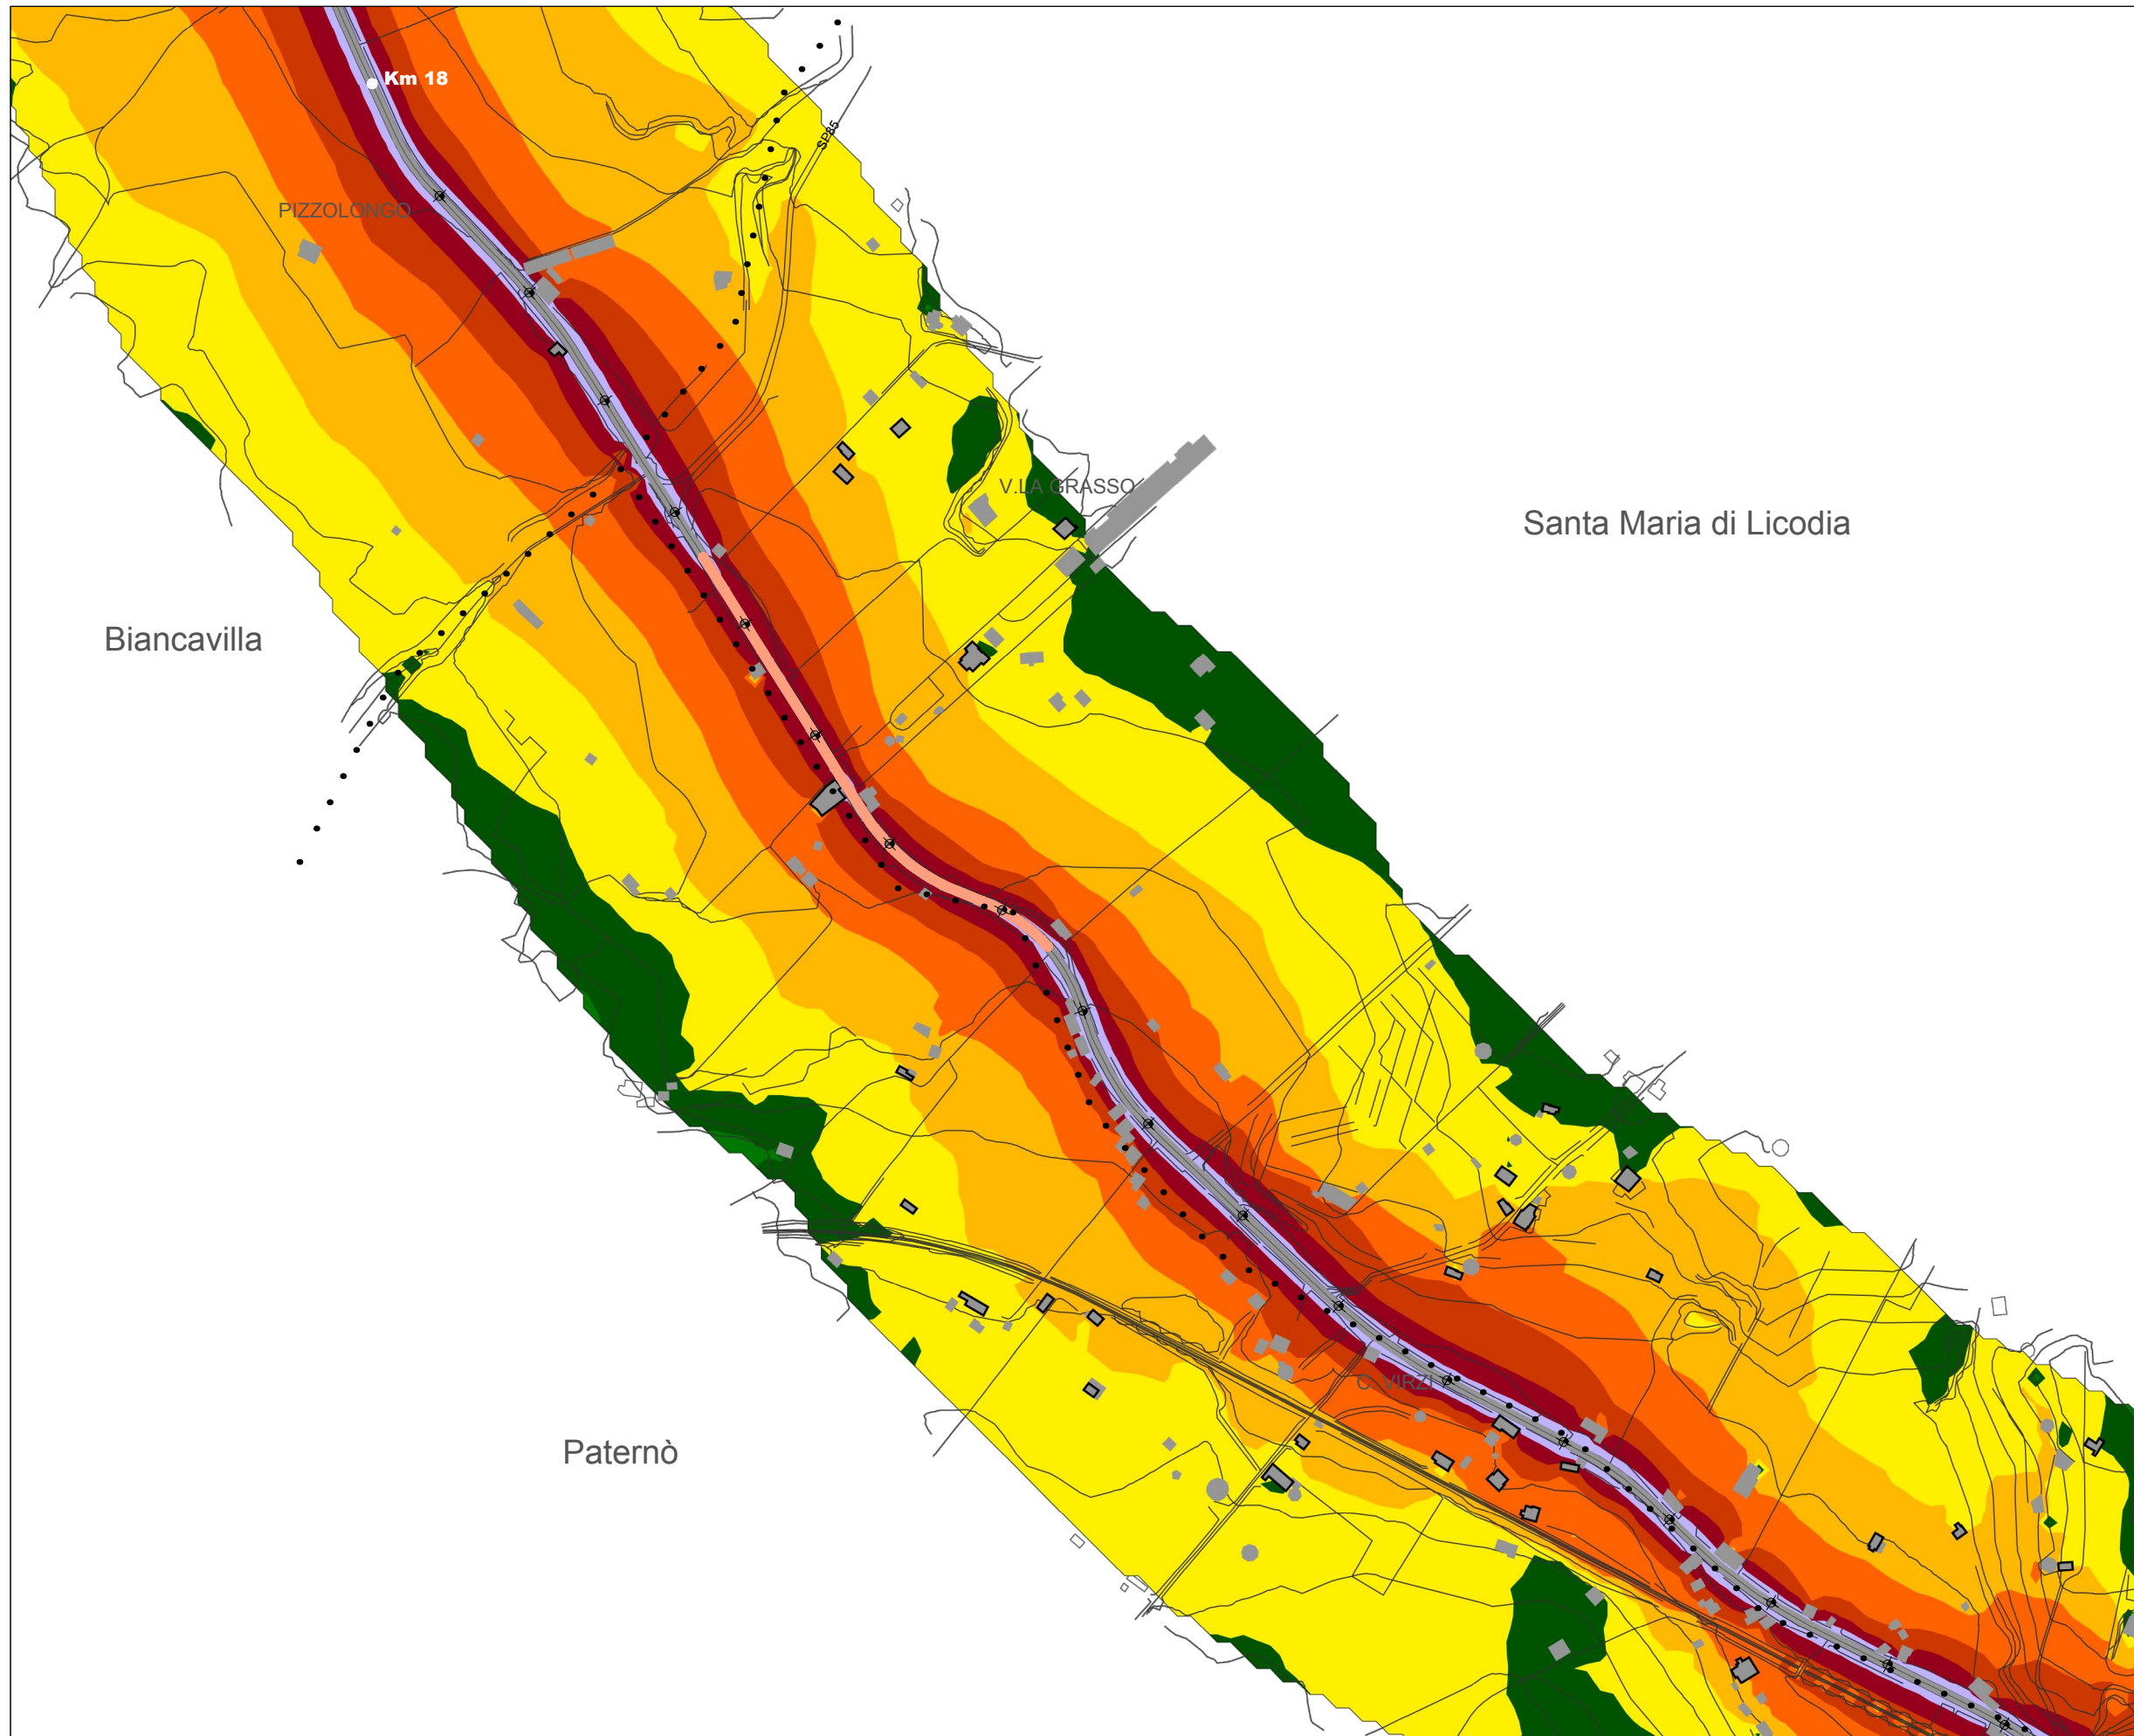 Km 18
SP85
PIZZOLONGO
V.LA GRASSO
Santa Maria di Licodia
Biancavilla
C. VIRZI
Paternò